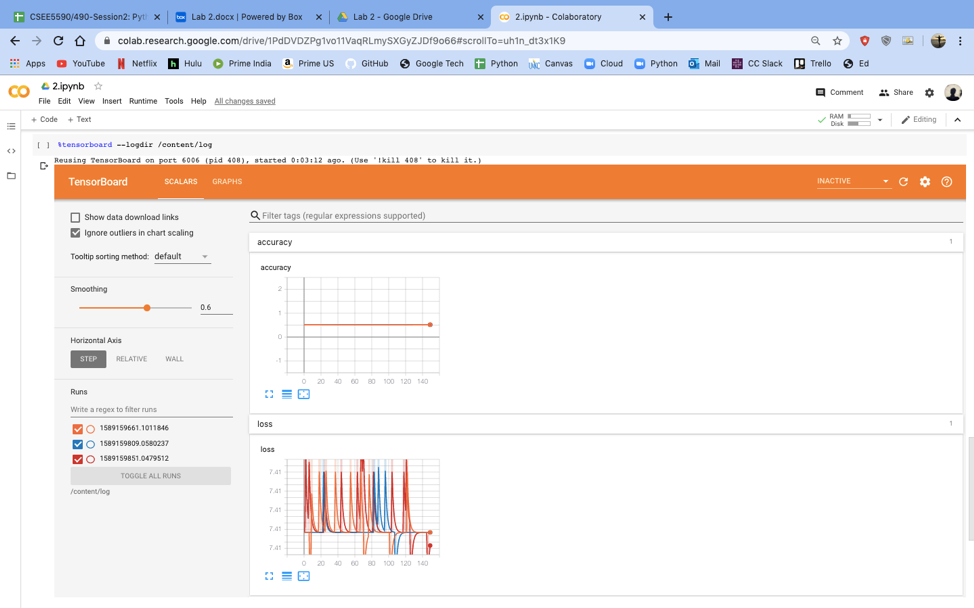 CSEE5590/490-Session2: Pyt
Lab 2.docx | Powered by Box
Lab 2 - Google Drive
2.ipynb - Colaboratory
colab.research.google.com/drive/1PdDVDZPg1vo11VaqRLmySXGyZJDf9o66#scrollTo=uh1n_dt3x1K9
Apps YouTube Netflix Hulu Prime India Prime US GitHub Google Tech Python Canvas Cloud Python Mail CC Slack Trello Ed
2.ipynb
File Edit View Insert Runtime Tools Help All changes saved
Comment Share
+ Code + Text
RAM
Disk
Editing
[ ] %tensorboard --logdir /content/log
Reusing TensorBoard on port 6006 (pid 408), started 0:03:12 ago. (Use '!kill 408' to kill it.)
TensorBoard SCALARS GRAPHS INACTIVE
Show data download links
Ignore outliers in chart scaling
Tooltip sorting method: default
Smoothing
0.6
Horizontal Axis
STEP RELATIVE WALL
Runs
Write a regex to filter runs
1589159661.1011846
1589159809.0580237
1589159851.0479512
TOGGLE ALL RUNS
/content/log
Filter tags (regular expressions supported)
accuracy 1
accuracy
2
1
0
-1
0 20 40 60 80 100 120 140
loss 1
loss
7.41
7.41
7.41
7.41
7.41
0 20 40 60 80 100 120 140